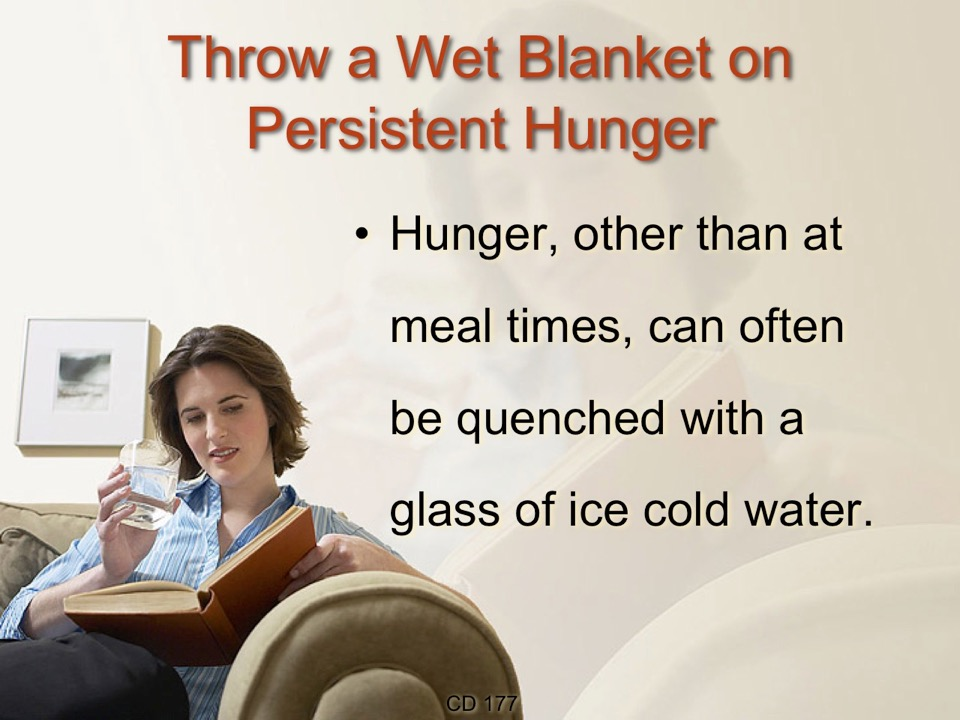 Throw a Wet Blanket on
Persistent Hunger
• Hunger, other than at
meal times, can often
be quenched with a
glass of ice cold water.
CD 177